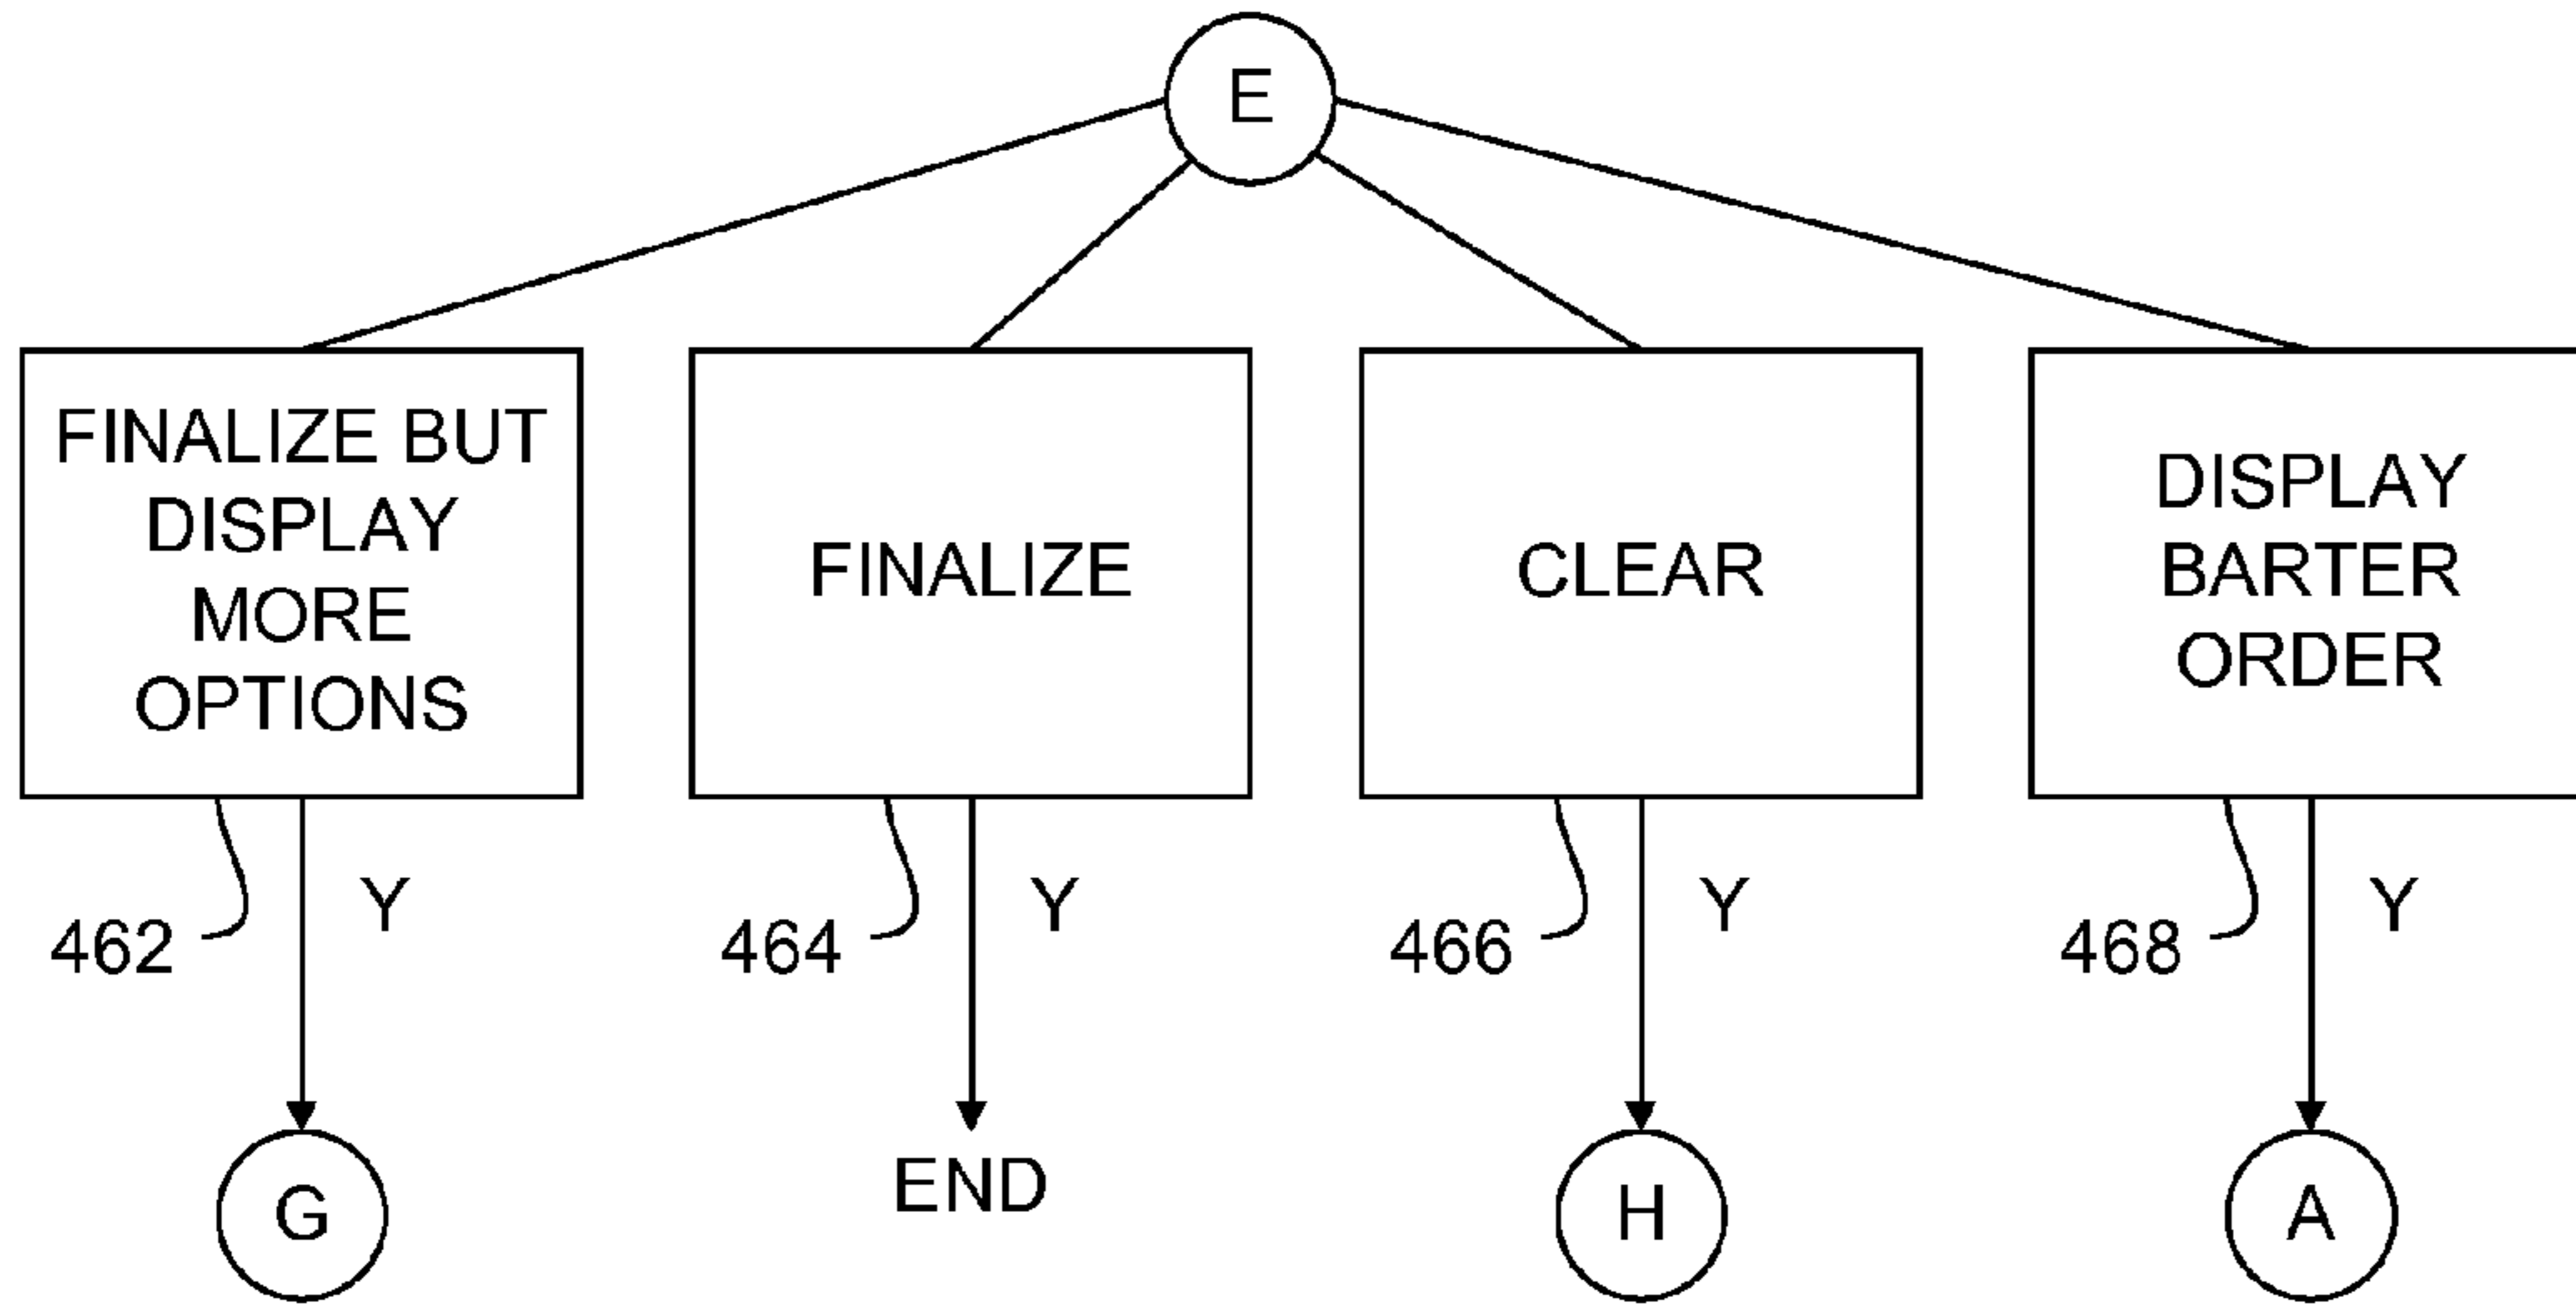 E
FINALIZE BUT
DISPLAY
MORE
OPTIONS
FINALIZE
CLEAR
DISPLAY
BARTER
ORDER
462
Y
464
Y
466
Y
468
Y
G
END
H
A